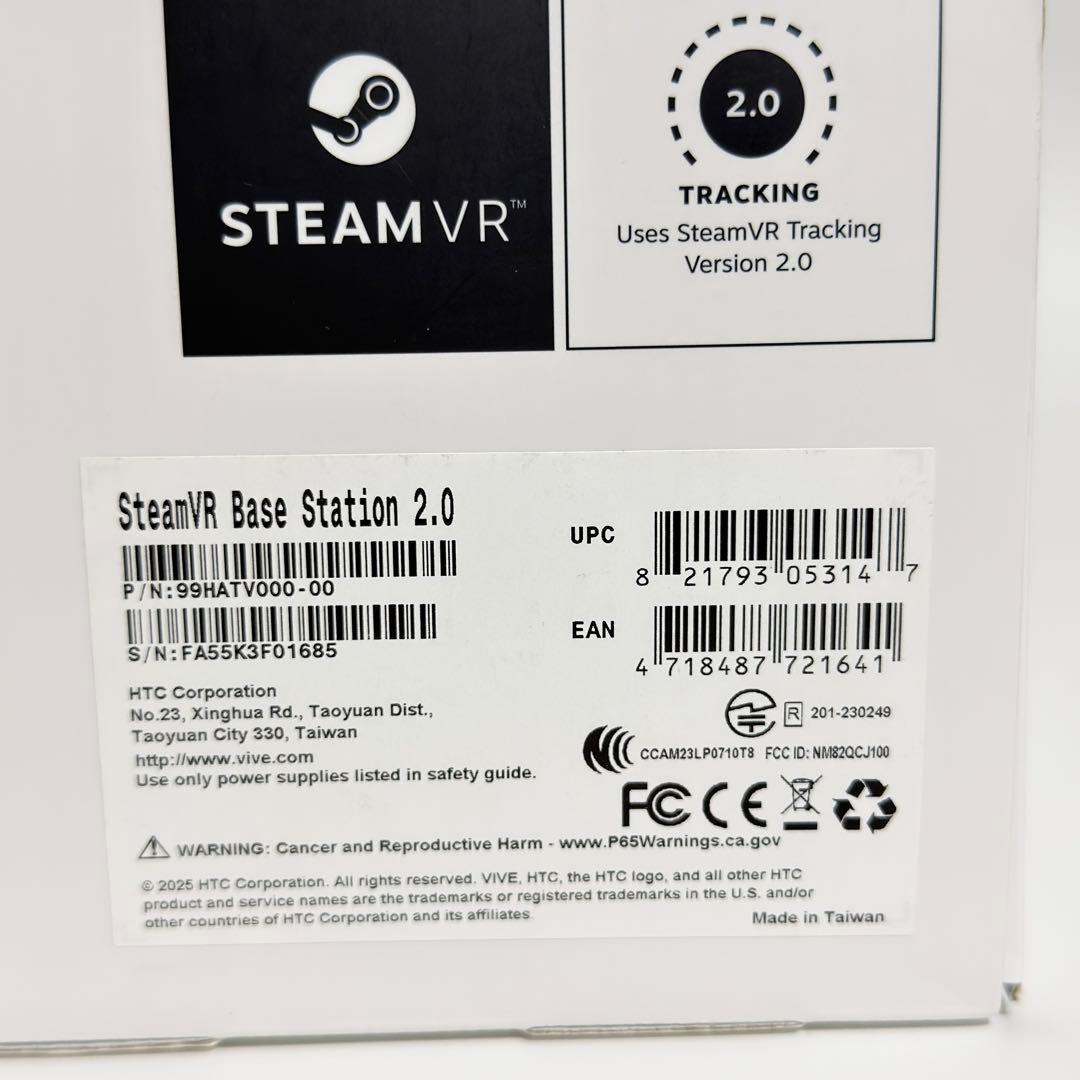 STEAMVR™
2.0
TRACKING
Uses SteamVR Tracking
Version 2.0
SteamVR Base Station 2.0
P/N:99HATV000-00
S/N:FA55K3F01685
HTC Corporation
No.23, Xinghua Rd., Taoyuan Dist.,
Taoyuan City 330, Taiwan
http://www.vive.com
Use only power supplies listed in safety guide.
UPC
8 21793 05314 7
EAN
4 718487 721641
R 201-230249
CCAM23LP0710T8 FCC ID: NM82QCJ100
FC CE
WARNING: Cancer and Reproductive Harm - www.P65Warnings.ca.gov
© 2025 HTC Corporation. All rights reserved. VIVE, HTC, the HTC logo, and all other HTC
product and service names are the trademarks or registered trademarks in the U.S. and/or
other countries of HTC Corporation and its affiliates.
Made in Taiwan